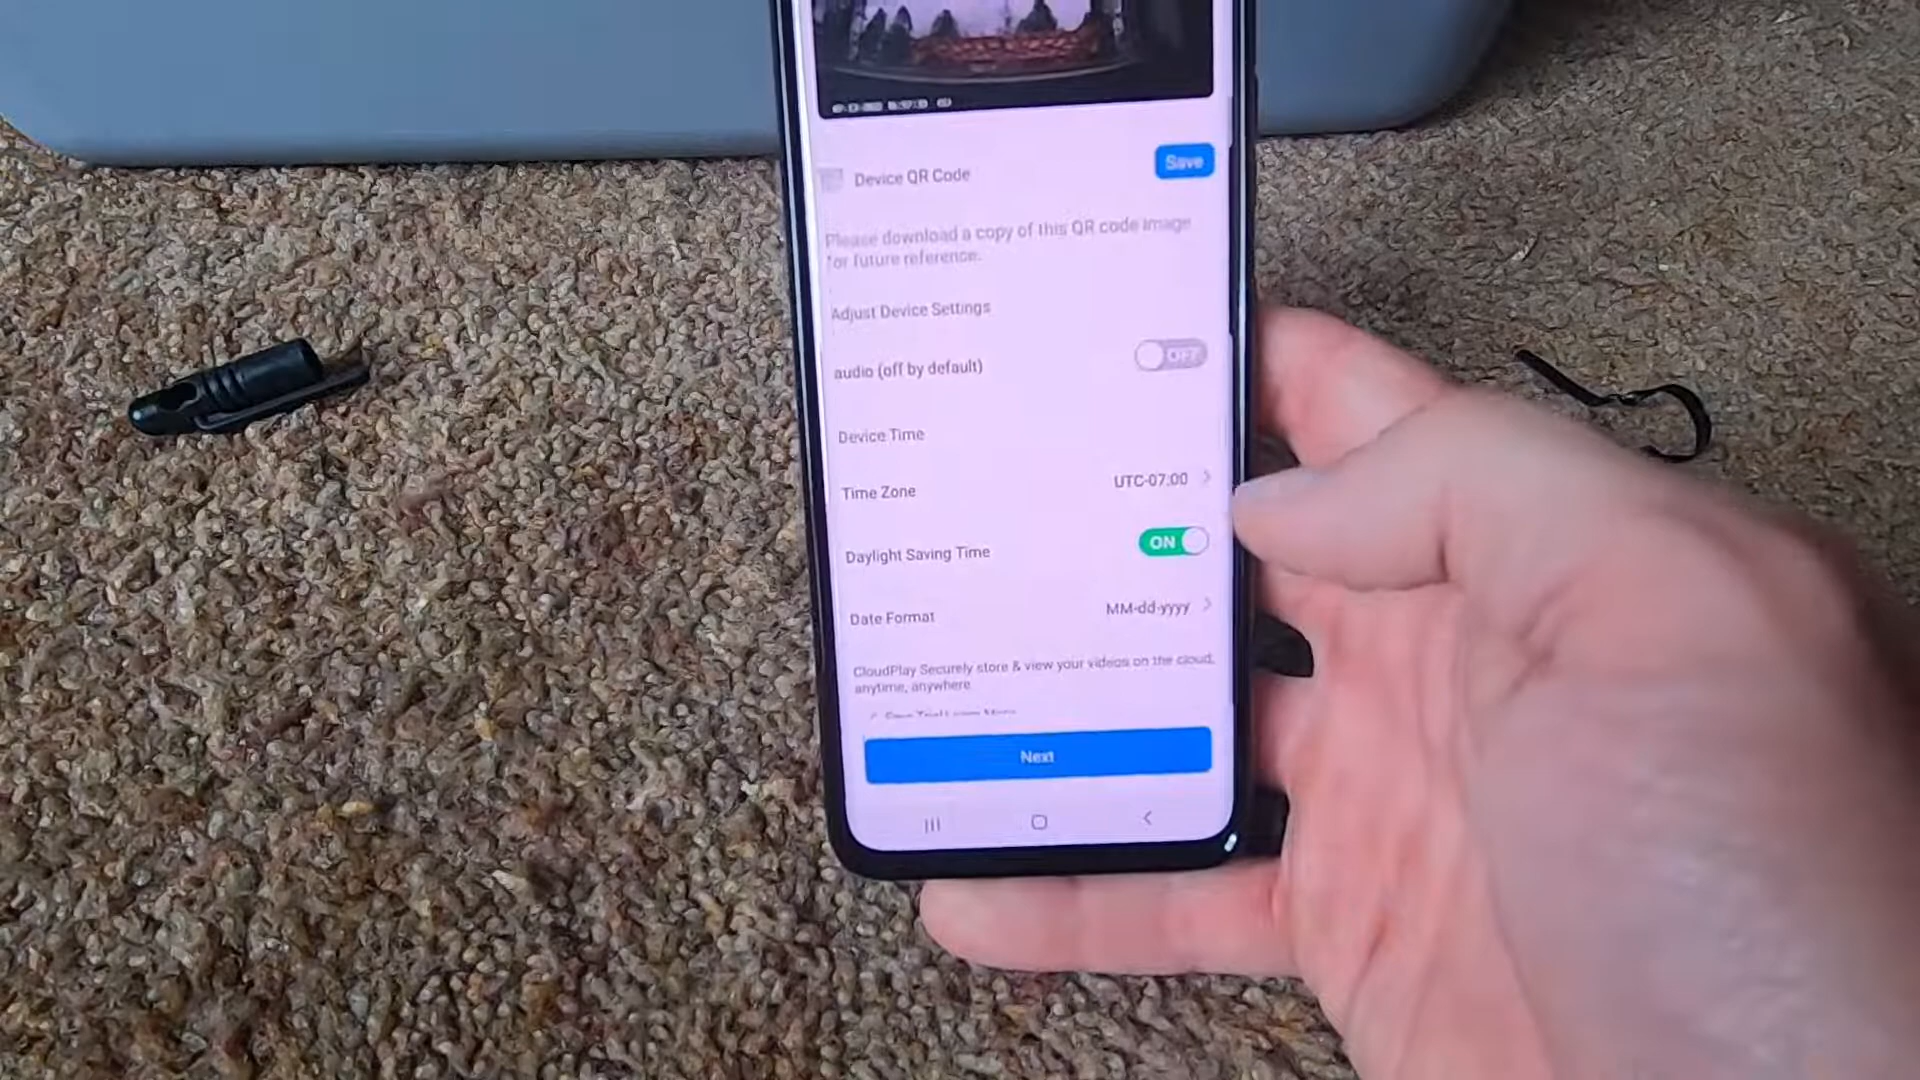 Device QR Code
Save
Please download a copy of this QR code image
for future reference.
Adjust Device Settings
audio (off by default)
OFF
Device Time
Time Zone
UTC-07:00
Daylight Saving Time
ON
Date Format
MM-dd-yyyy
CloudPlay Securely store & view your videos on the cloud,
anytime, anywhere
Next